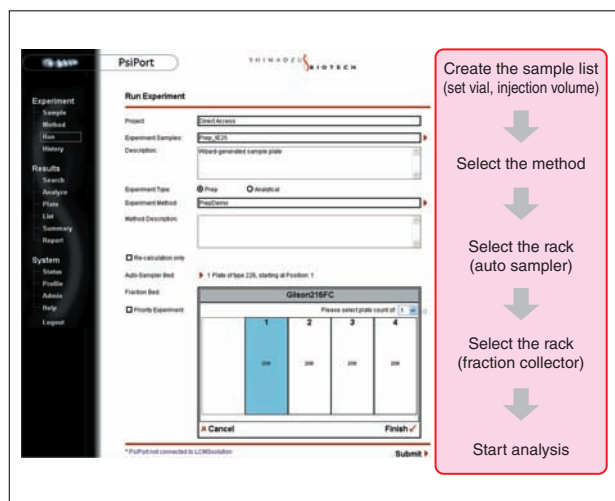 PsiPort
SHIMADZU
BIOTECH
Experiment
Sample
Method
Run
History
Results
Search
Analyze
Plate
List
Summary
Report
System
Status
Profile
Admin
Help
Logout
Run Experiment
Project
Direct Access
Experiment Samples
Description
Wizard-generated sample plate
Experiment Type
Prep
Analytical
Experiment Method
PrepDemo
Method Description
Re-calculation only
Auto-Sampler Bed
1 Plate of type 228, starting at Position: 1
Fraction Bed
Priority Experiment
Gilson216FC
Please select plate count of 1
1 2 3 4
Cancel
Finish
* PsiPort not connected to LCMSsolution
Submit
Create the sample list
(set vial, injection volume)
Select the method
Select the rack
(auto sampler)
Select the rack
(fraction collector)
Start analysis